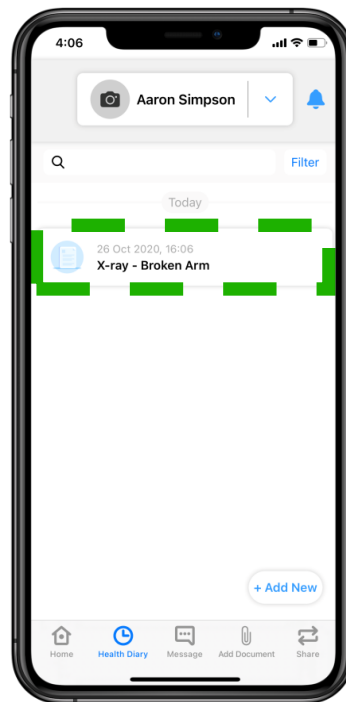 4:06
Aaron Simpson
Filter
Today
26 Oct 2020, 16:06
X-ray - Broken Arm
+ Add New
Home Health Diary Message Add Document Share